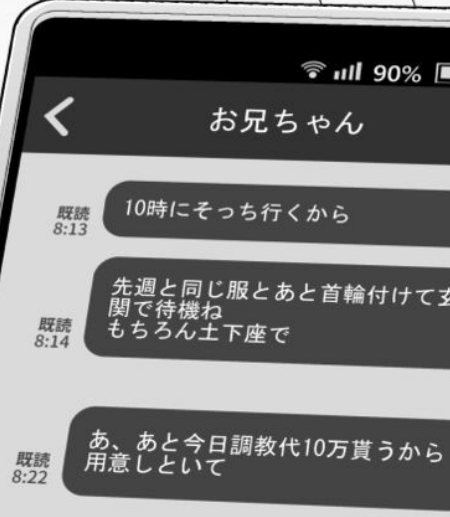 90%
お兄ちゃん
10時にそっち行くから
既読
8:13
先週と同じ服とあと首輪付けて玄
関で待機ね
もちろん土下座で
既読
8:14
あ、あと今日調教代10万貰うから
用意しといて
既読
8:22